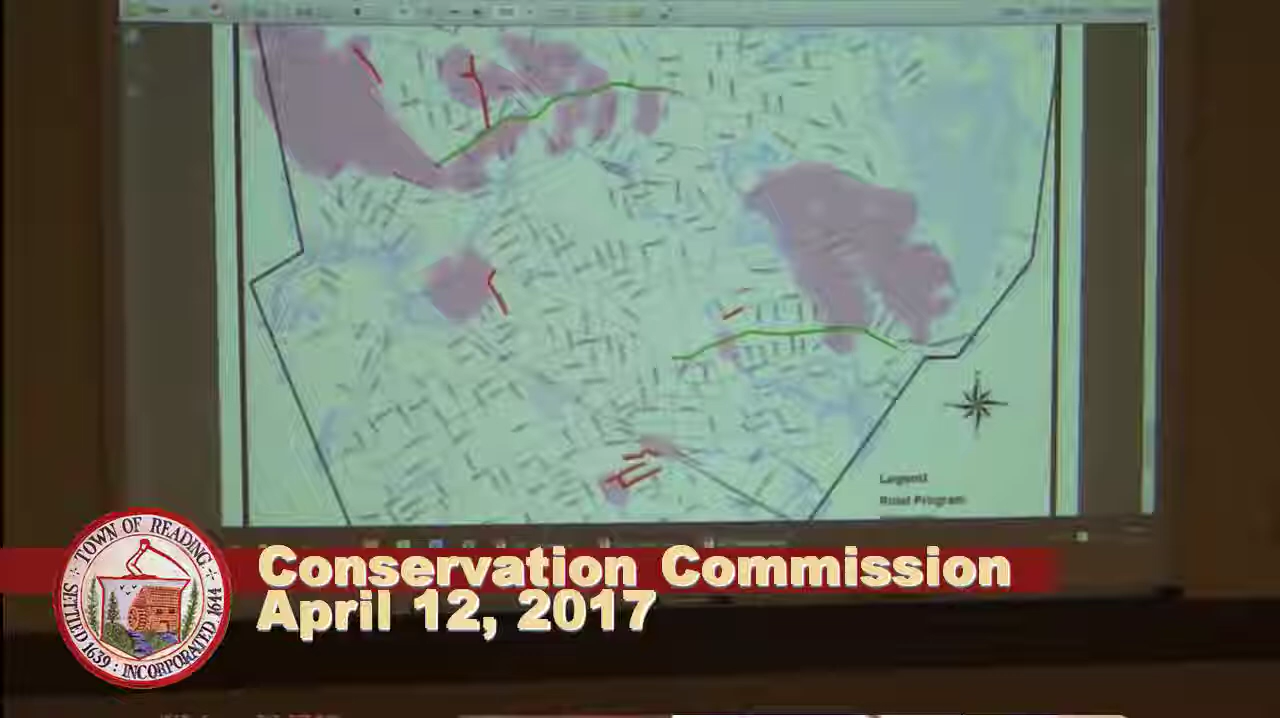 Legend
Road Program
Conservation Commission
April 12, 2017
TOWN OF READING
SETTLED 1639 : INCORPORATED 1644